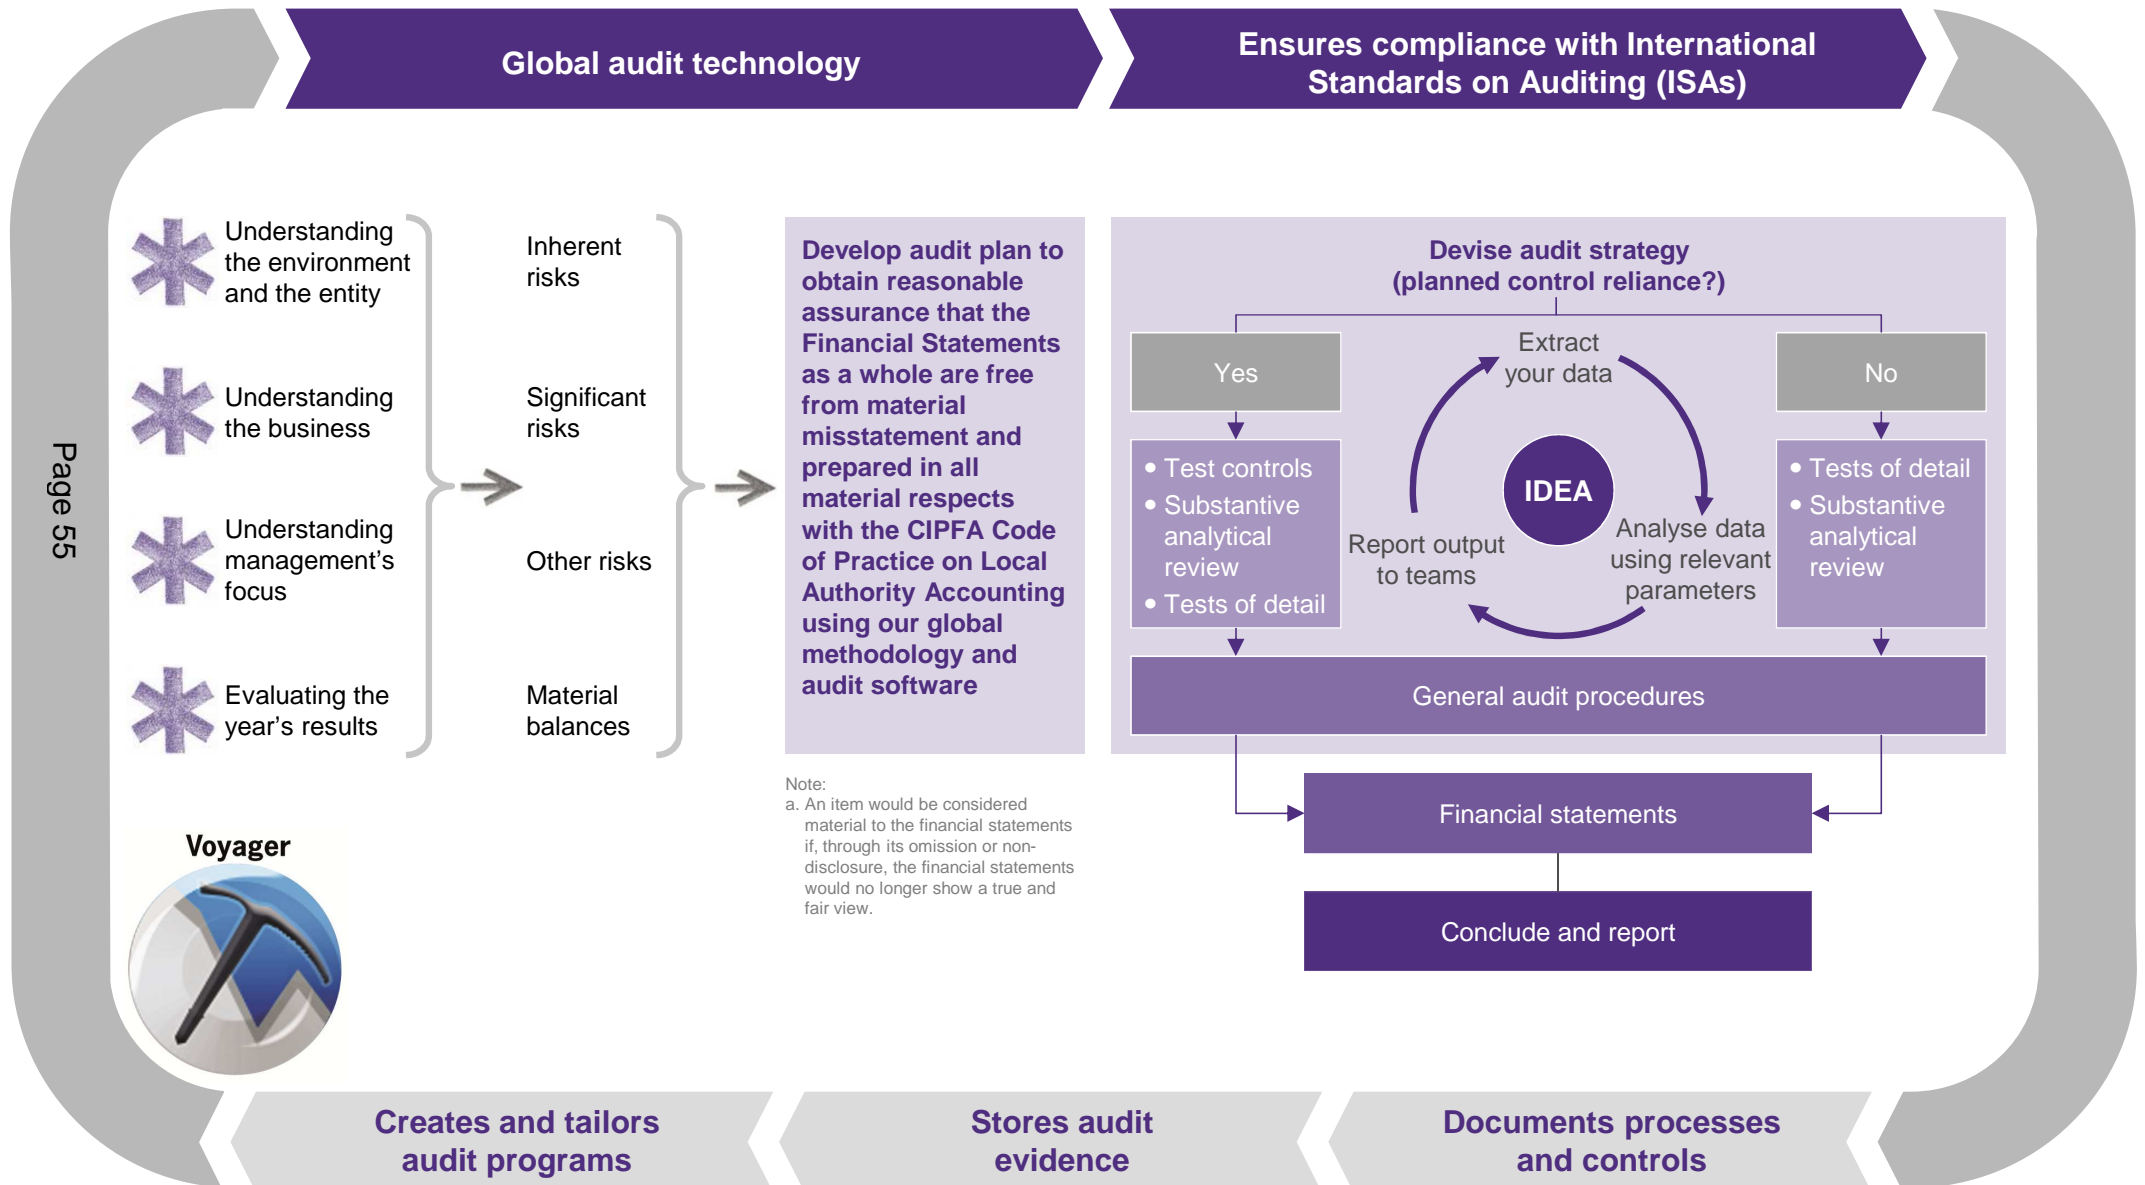 Global audit technology
Ensures compliance with International
Standards on Auditing (ISAs)
Page 55
Understanding
the environment
and the entity
Understanding
the business
Understanding
management’s
focus
Evaluating the
year’s results
Inherent
risks
Significant
risks
Other risks
Material
balances
Develop audit plan to
obtain reasonable
assurance that the
Financial Statements
as a whole are free
from material
misstatement and
prepared in all
material respects
with the CIPFA Code
of Practice on Local
Authority Accounting
using our global
methodology and
audit software
Note:
a. An item would be considered
material to the financial statements
if, through its omission or non-
disclosure, the financial statements
would no longer show a true and
fair view.
Devise audit strategy
(planned control reliance?)
Yes
• Test controls
• Substantive
analytical
review
• Tests of detail
Extract
your data
IDEA
Analyse data
using relevant
parameters
Report output
to teams
No
• Tests of detail
• Substantive
analytical
review
General audit procedures
Financial statements
Conclude and report
Voyager
Creates and tailors
audit programs
Stores audit
evidence
Documents processes
and controls